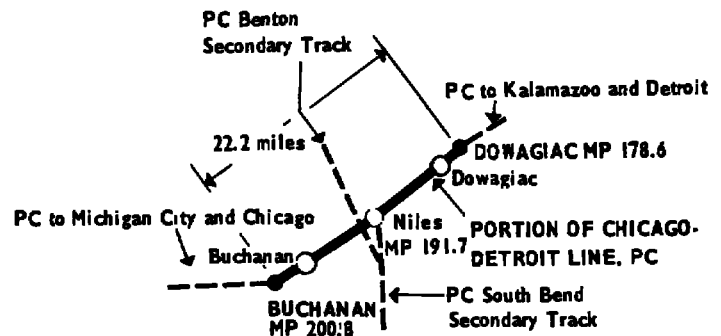 PC Benton
Secondary Track
PC to Kalamazoo and Detroit
22.2 miles
DOWAGIAC MP 178.6
Dowagiac
PC to Michigan City and Chicago
Niles
MP 191.7
PORTION OF CHICAGO-
DETROIT LINE, PC
Buchanan
BUCHANAN
MP 200.8
PC South Bend
Secondary Track